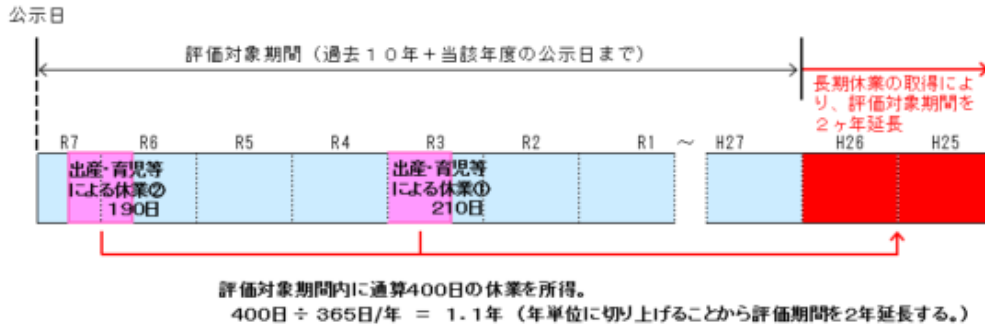 公示日
評価対象期間（過去１０年＋当該年度の公示日まで）
長期休業の取得によ
り、評価対象期間を
２ヶ年延長
R7 R6 R5 R4 R3 R2 R1 ～ H27 H26 H25
出産・育児等
による休業②
190日
出産・育児等
による休業①
210日
評価対象期間内に通算400日の休業を所得。
400日 ÷ 365日/年 ＝ 1.1年（年単位に切り上げることから評価期間を2年延長する。）